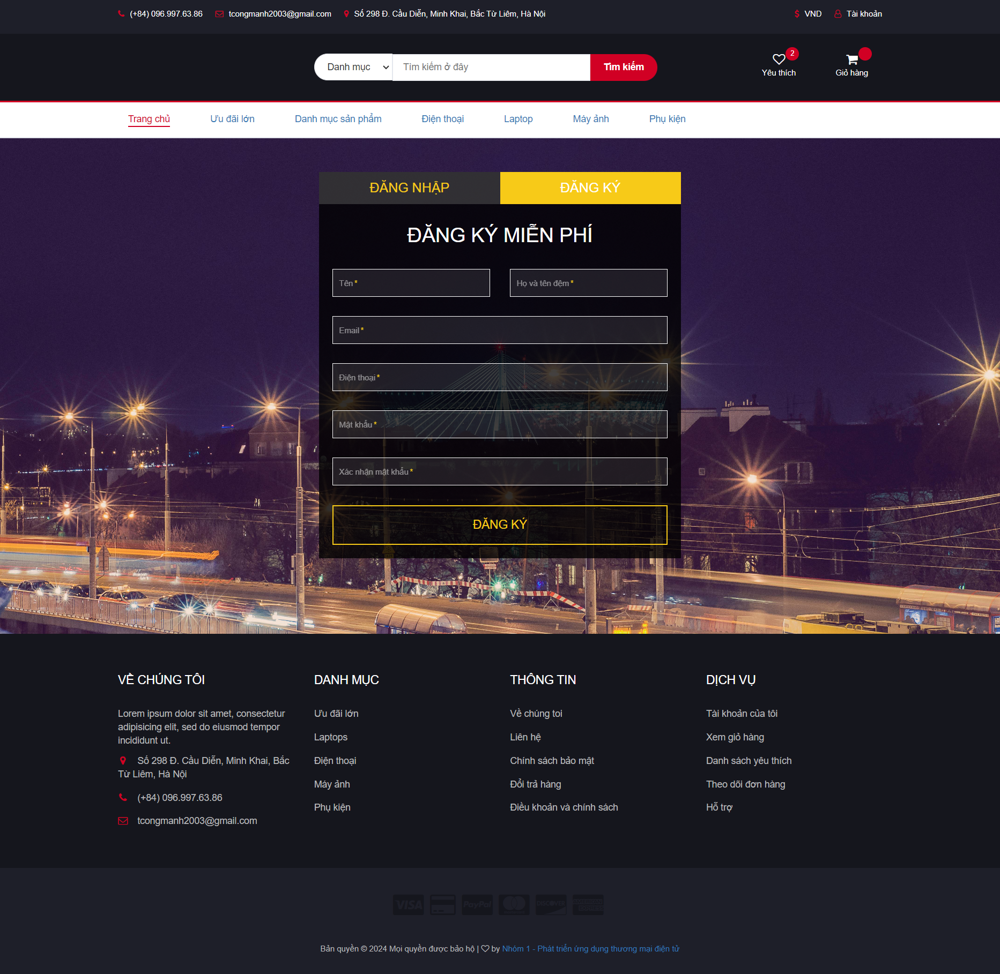 (+84) 096.997.63.86 tcongmanh2003@gmail.com Số 298 Đ. Cầu Diễn, Minh Khai, Bắc Từ Liêm, Hà Nội $ VND Tài khoản
Danh mục Tìm kiếm ở đây Tìm kiếm
2
Yêu thích Giỏ hàng
Trang chủ Ưu đãi lớn Danh mục sản phẩm Điện thoại Laptop Máy ảnh Phụ kiện
ĐĂNG NHẬP ĐĂNG KÝ
ĐĂNG KÝ MIỄN PHÍ
Tên* Họ và tên đệm*
Email*
Điện thoại*
Mật khẩu*
Xác nhận mật khẩu*
ĐĂNG KÝ
VỀ CHÚNG TÔI
Lorem ipsum dolor sit amet, consectetur
adipisicing elit, sed do eiusmod tempor
incididunt ut.
Số 298 Đ. Cầu Diễn, Minh Khai, Bắc
Từ Liêm, Hà Nội
(+84) 096.997.63.86
tcongmanh2003@gmail.com
DANH MỤC
Ưu đãi lớn
Laptops
Điện thoại
Máy ảnh
Phụ kiện
THÔNG TIN
Về chúng toi
Liên hệ
Chính sách bảo mật
Đổi trả hàng
Điều khoản và chính sách
DỊCH VỤ
Tài khoản của tôi
Xem giỏ hàng
Danh sách yêu thích
Theo dõi đơn hàng
Hỗ trợ
VISA PayPal DISCOVER
Bản quyền © 2024 Mọi quyền được bảo hộ | ♡ by Nhóm 1 - Phát triển ứng dụng thương mại điện tử